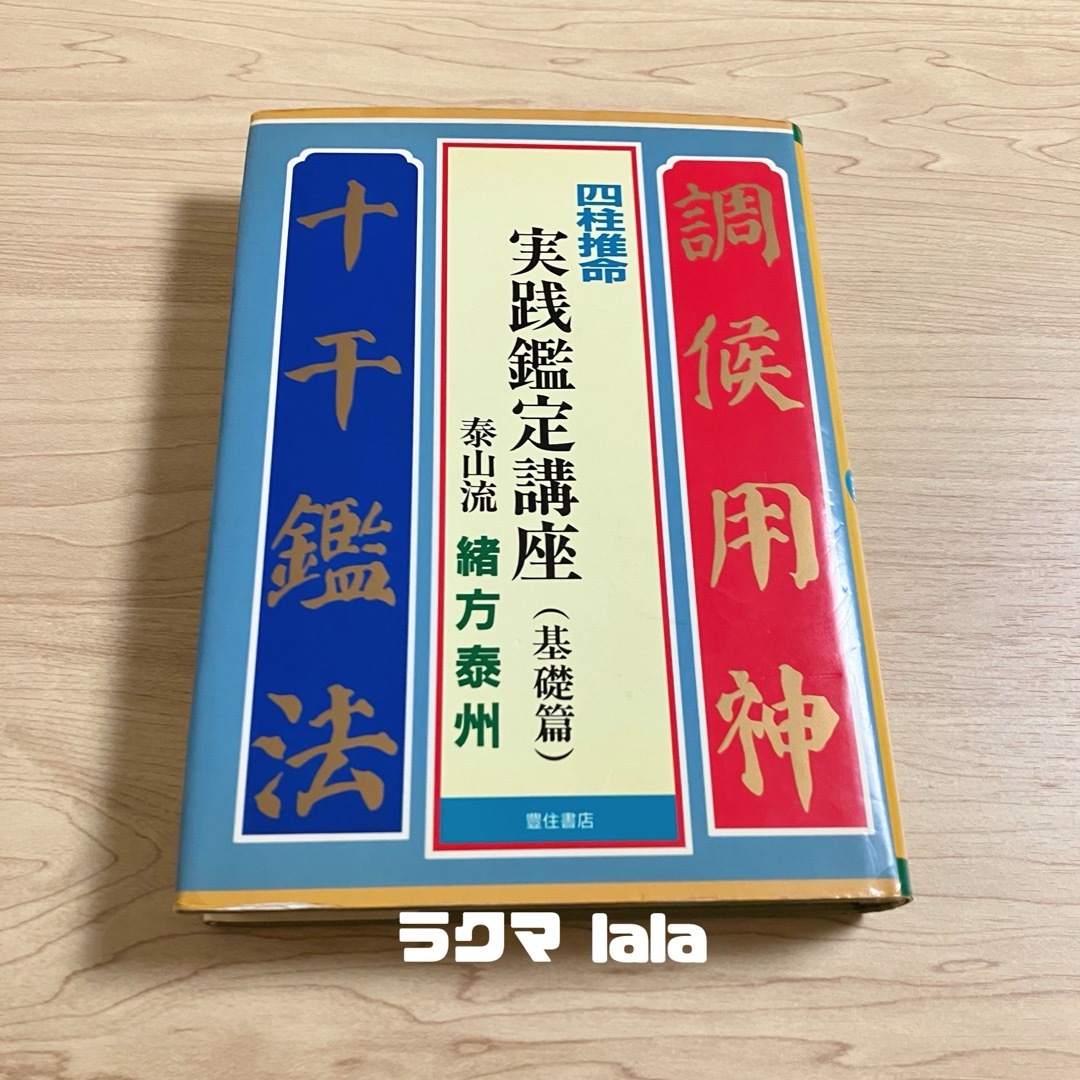 調候用神
四柱推命
実践鑑定講座(基礎篇)
泰山流 緒方泰州
十干鑑法
豊住書店
ラクマ lala